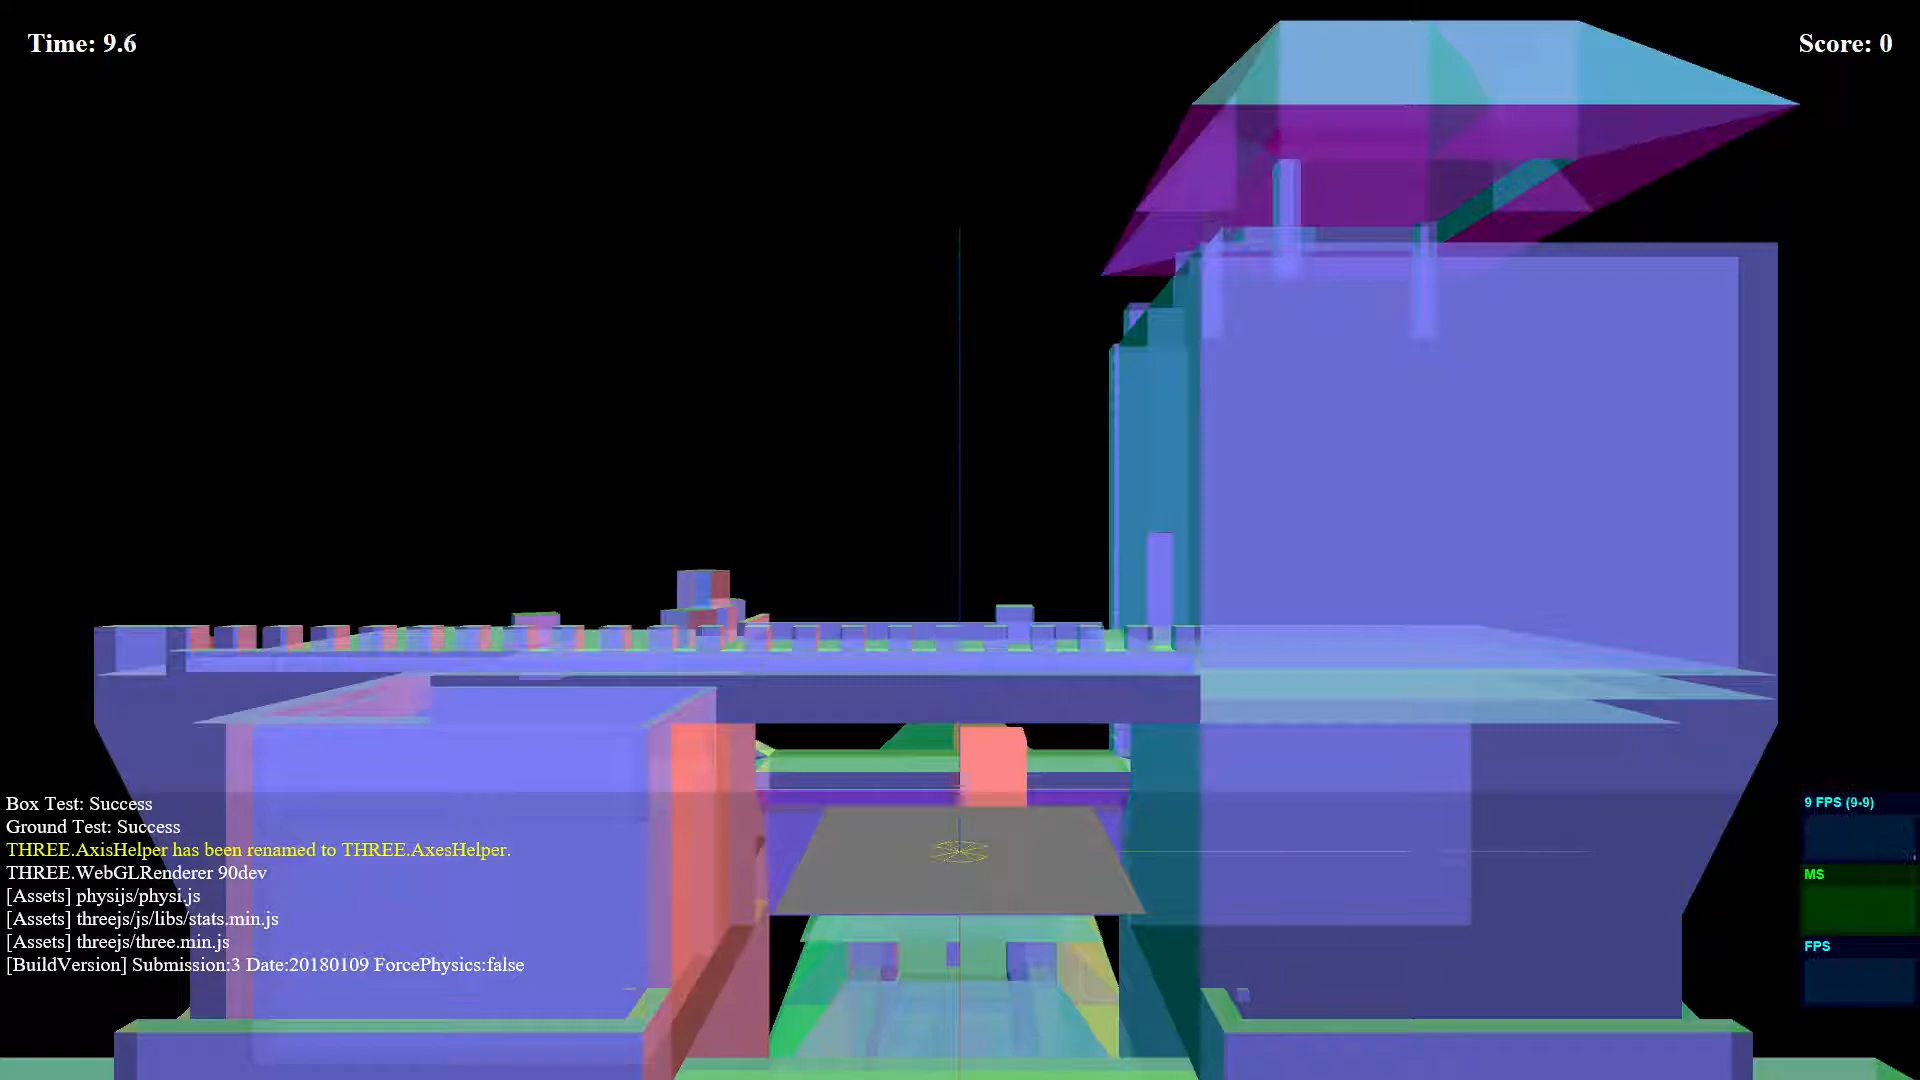 Time: 9.6
Score: 0
Box Test: Success
Ground Test: Success
THREE.AxisHelper has been renamed to THREE.AxesHelper.
THREE.WebGLRenderer 90dev
[Assets] physijs/physi.js
[Assets] threejs/js/libs/stats.min.js
[Assets] threejs/three.min.js
[BuildVersion] Submission:3 Date:20180109 ForcePhysics:false
9 FPS (9-9)
MS
FPS